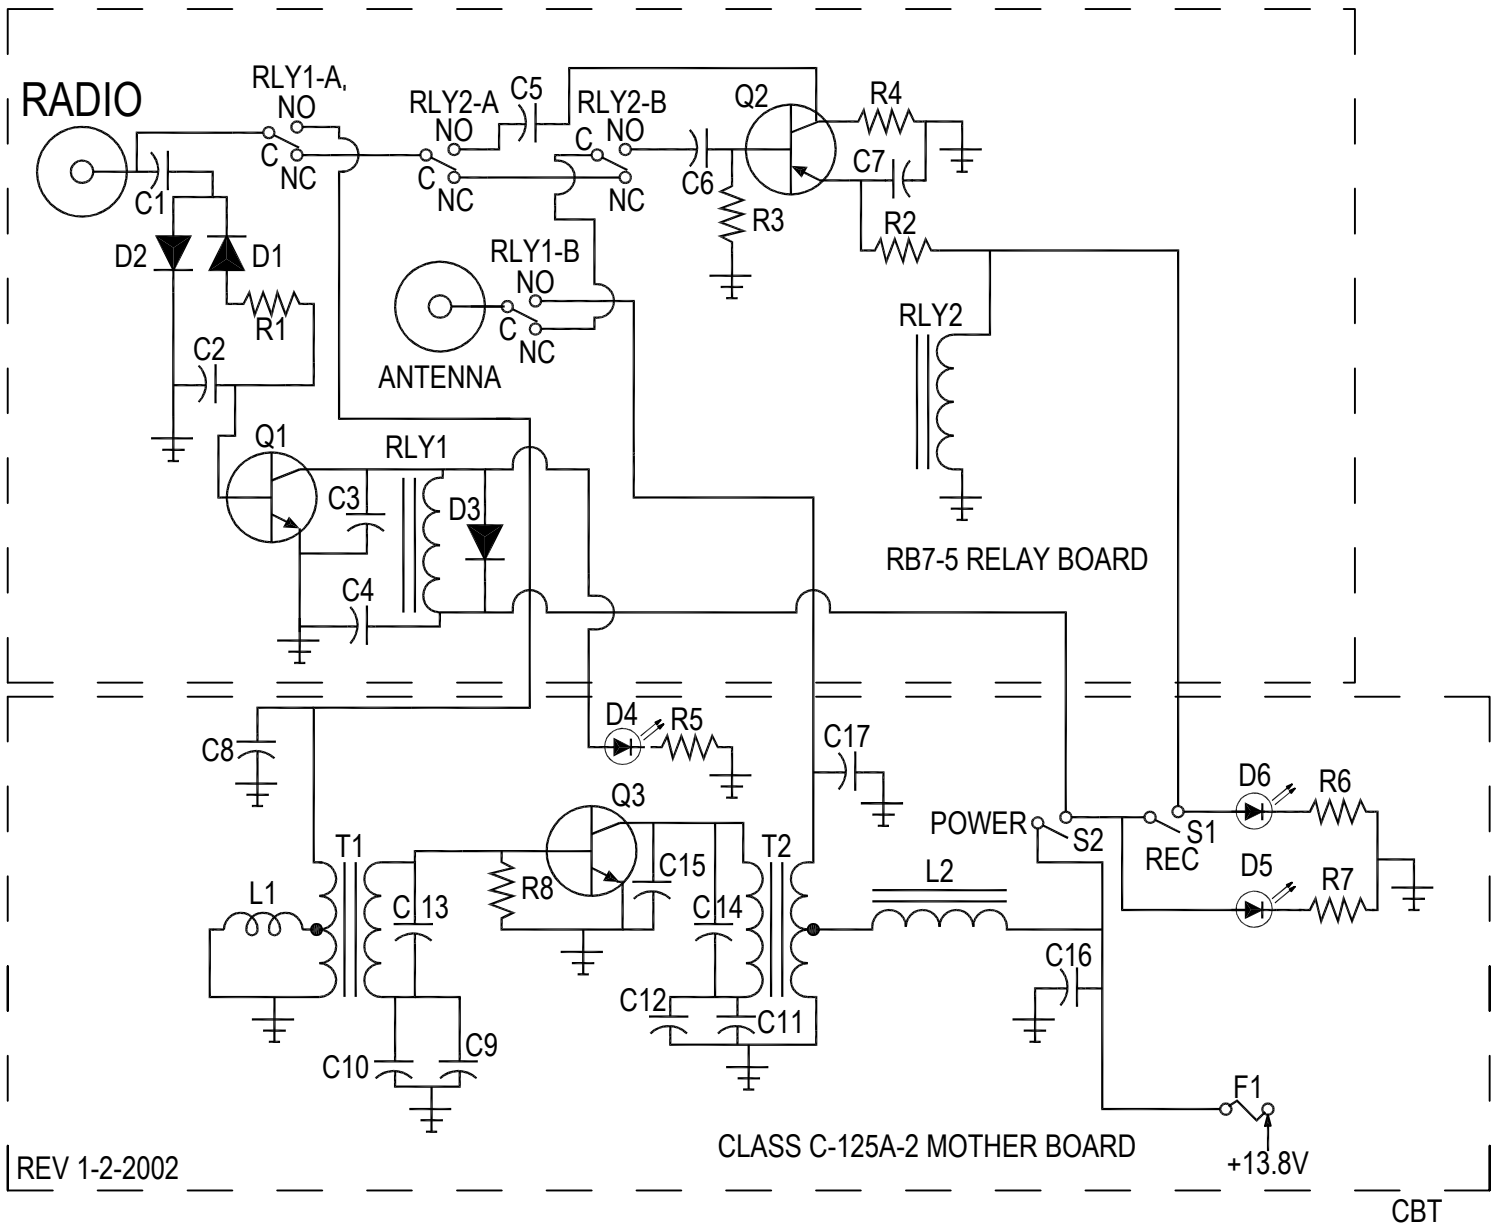 RADIO
RLY1-A,
NO
C
NC
RLY2-A
NO
C
NC
C5
RLY2-B
NO
C
NC
Q2
R4
C7
C6
R3
R2
C1
D2
D1
R1
C2
RLY1-B
NO
C
NC
ANTENNA
RLY2
Q1
RLY1
C3
D3
C4
RB7-5 RELAY BOARD
C8
D4
R5
C17
Q3
POWER
S2
S1
REC
D6
R6
D5
R7
T1
L1
C13
R8
C15
C14
T2
L2
C16
C12
C11
C10
C9
F1
+13.8V
CLASS C-125A-2 MOTHER BOARD
REV 1-2-2002
CBT